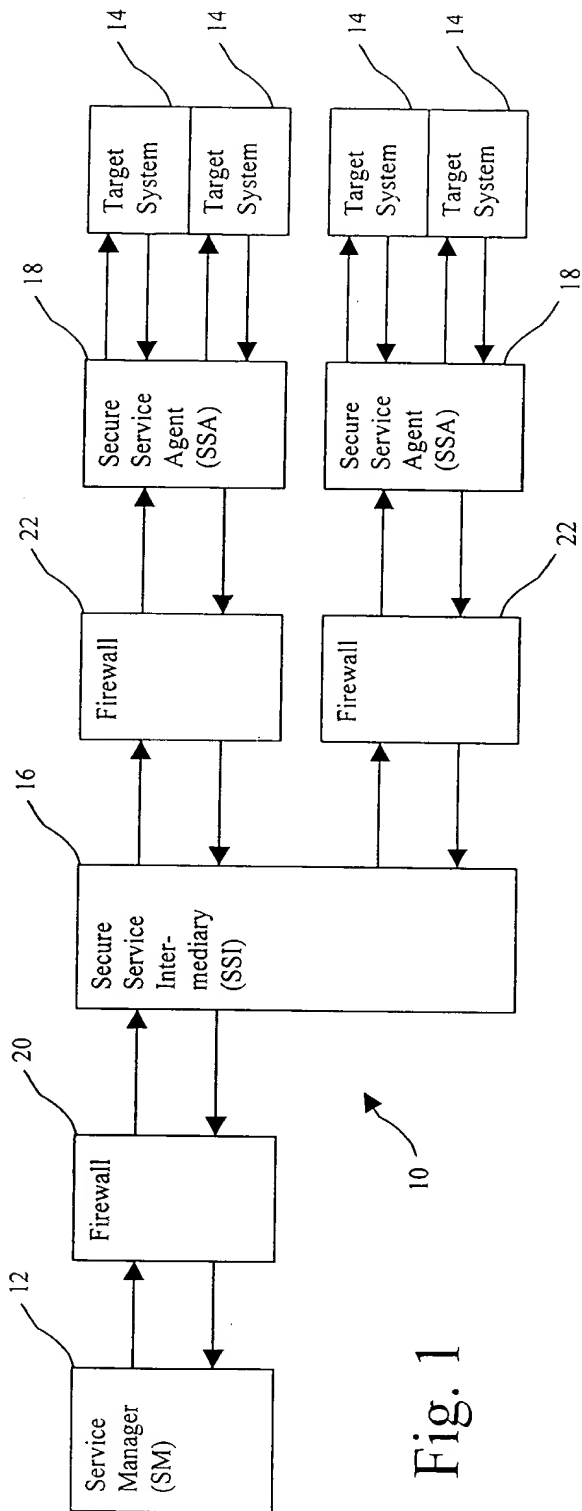 12
Service
Manager
(SM)
20
Firewall
16
Secure
Service
Inter-
mediary
(SSI)
22
Firewall
18
Secure
Service
Agent
(SSA)
14
Target
System
14
Target
System
22
Firewall
18
Secure
Service
Agent
(SSA)
14
Target
System
14
Target
System
10
Fig. 1